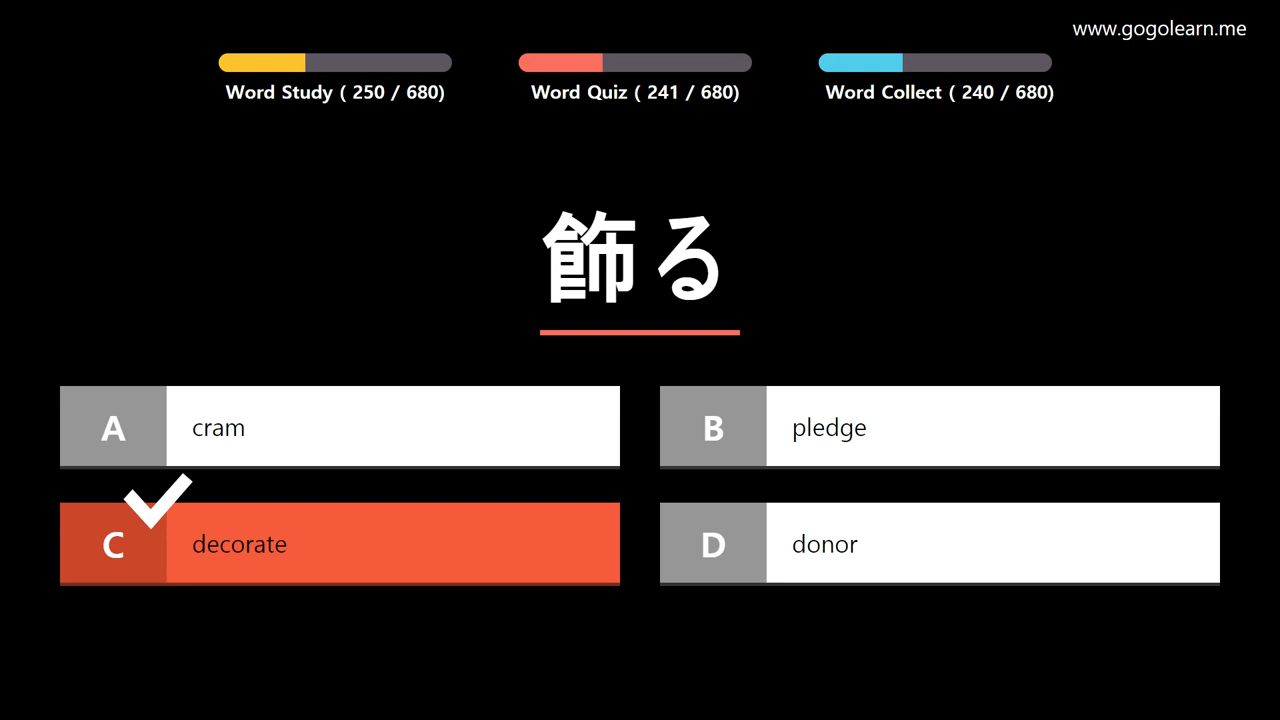 www.gogolearn.me
Word Study ( 250 / 680)
Word Quiz ( 241 / 680)
Word Collect ( 240 / 680)
飾る
A cram
B pledge
C decorate
D donor